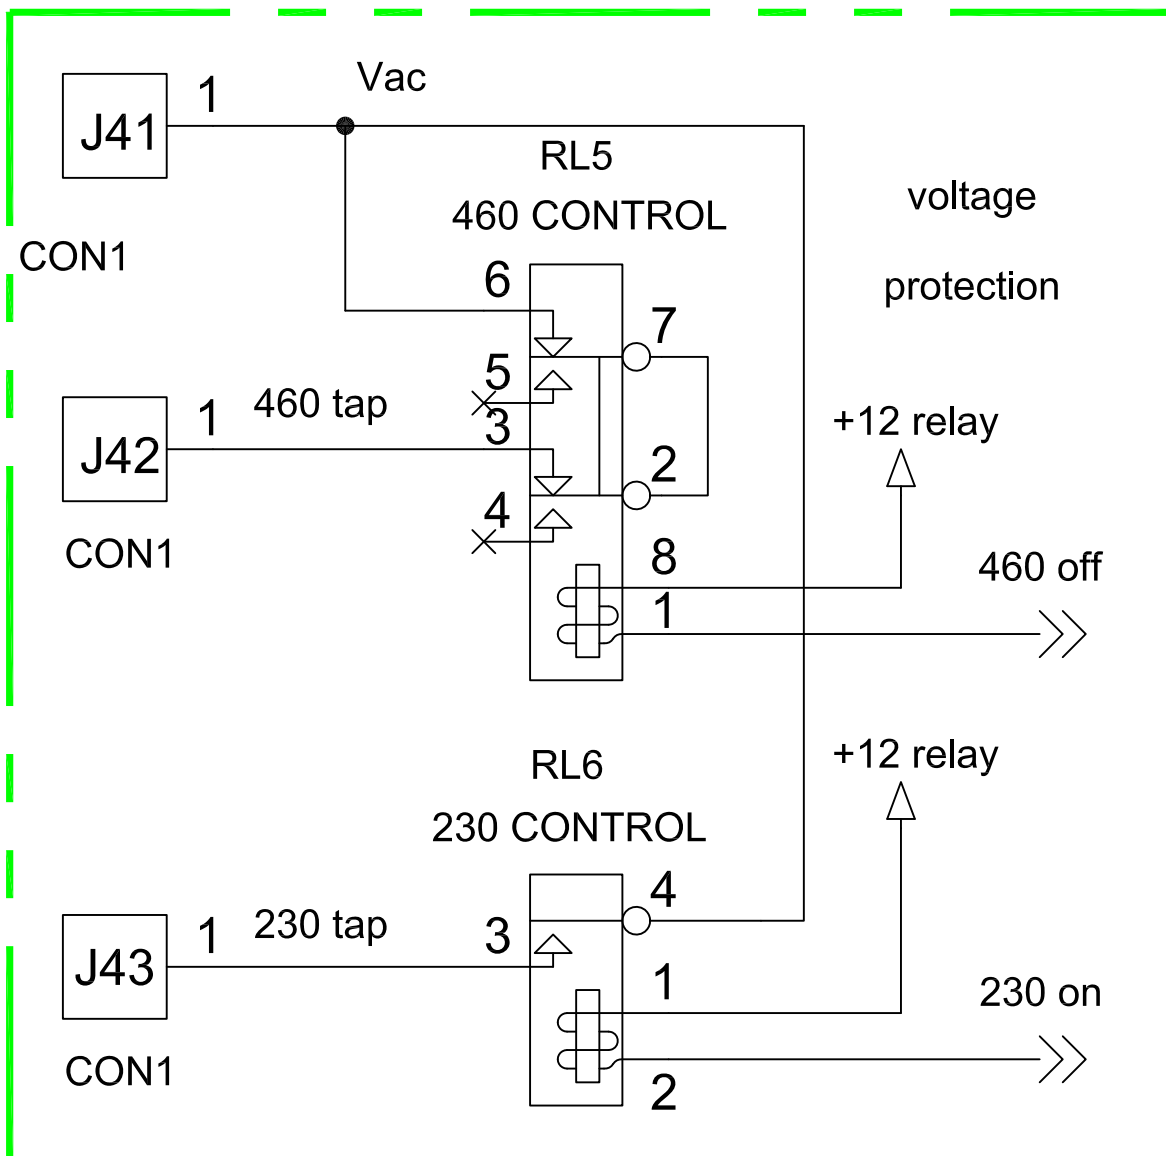 J41
1
Vac
RL5
460 CONTROL
voltage
protection
CON1
6
7
5
3
J42
1
460 tap
2
4
+12 relay
CON1
8
1
460 off
RL6
230 CONTROL
+12 relay
4
J43
1
230 tap
3
1
230 on
CON1
2